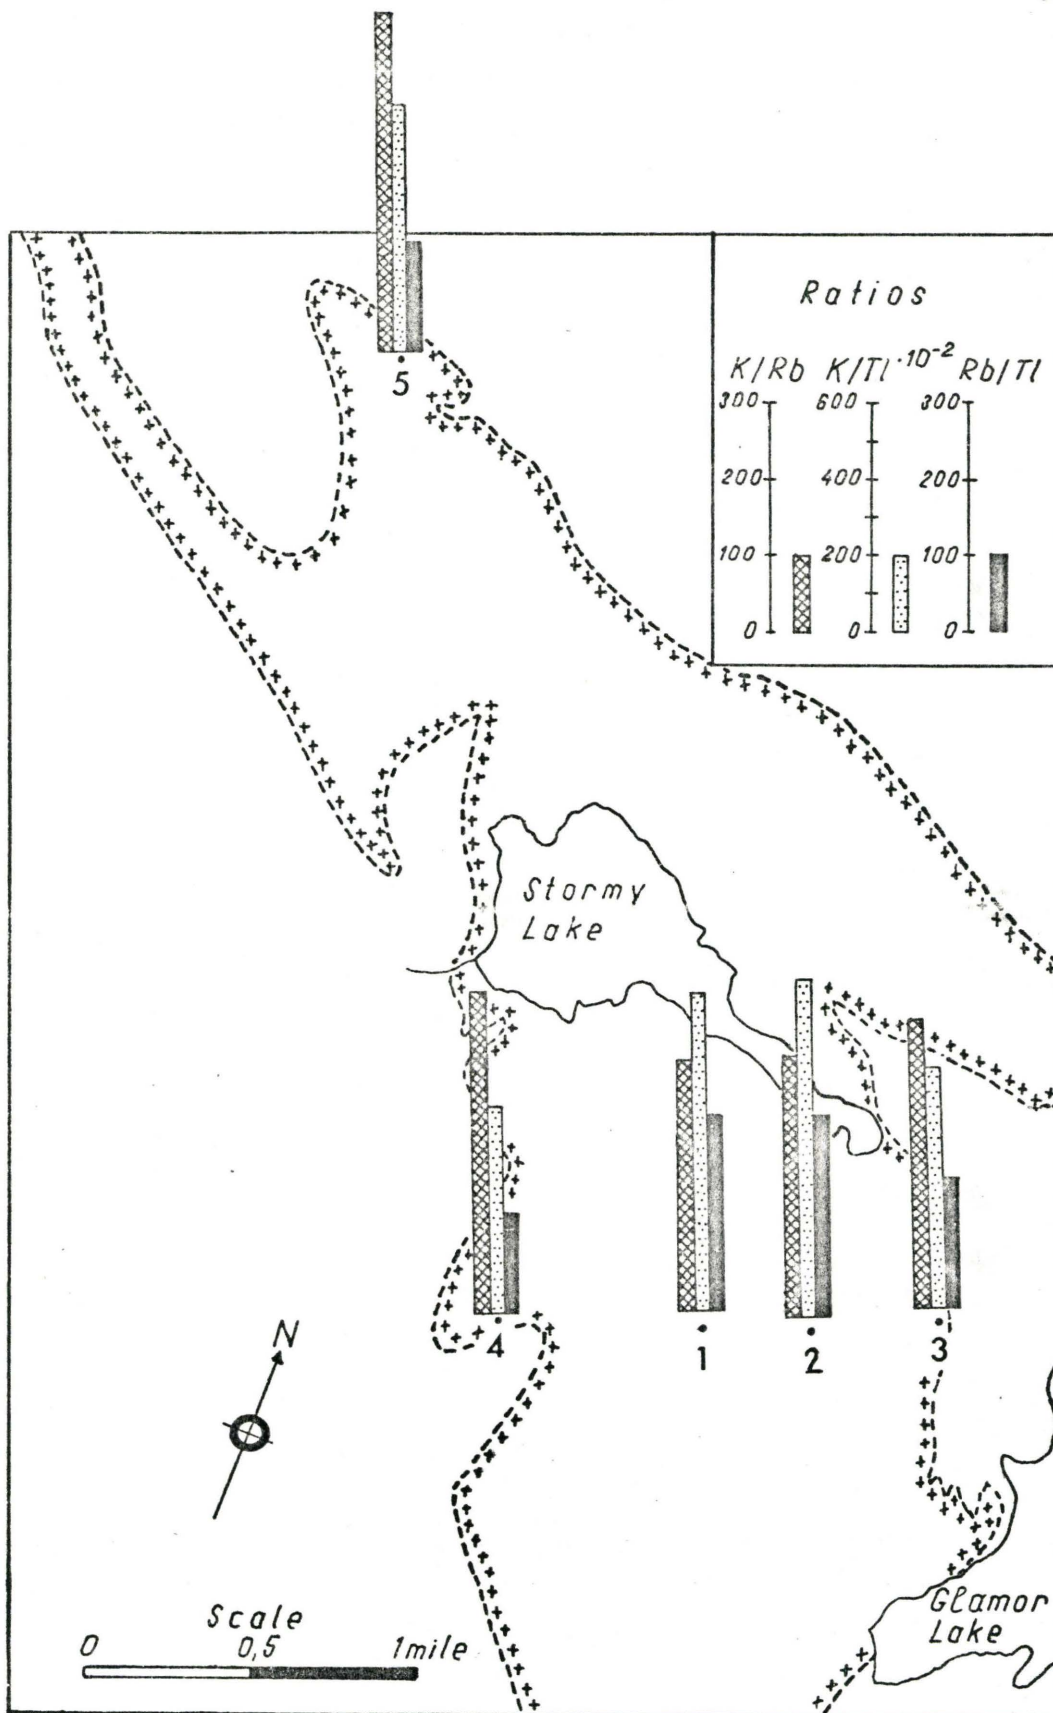 5
Ratios
K/Rb K/Tl·10⁻² Rb/Tl
300 600 300
200 400 200
100 200 100
0 0 0
Stormy
Lake
4 1 2 3
N
Scale
0 0,5 1mile
Glamor
Lake